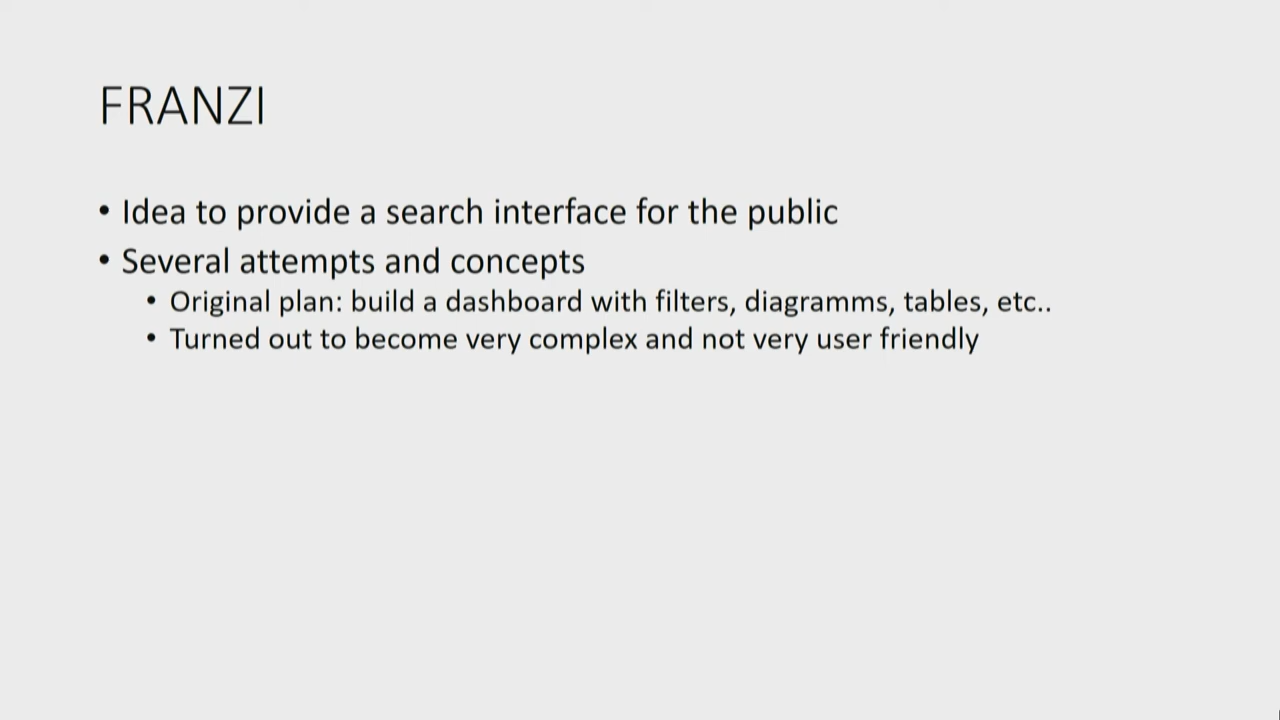 FRANZI
• Idea to provide a search interface for the public
• Several attempts and concepts
• Original plan: build a dashboard with filters, diagramms, tables, etc..
• Turned out to become very complex and not very user friendly